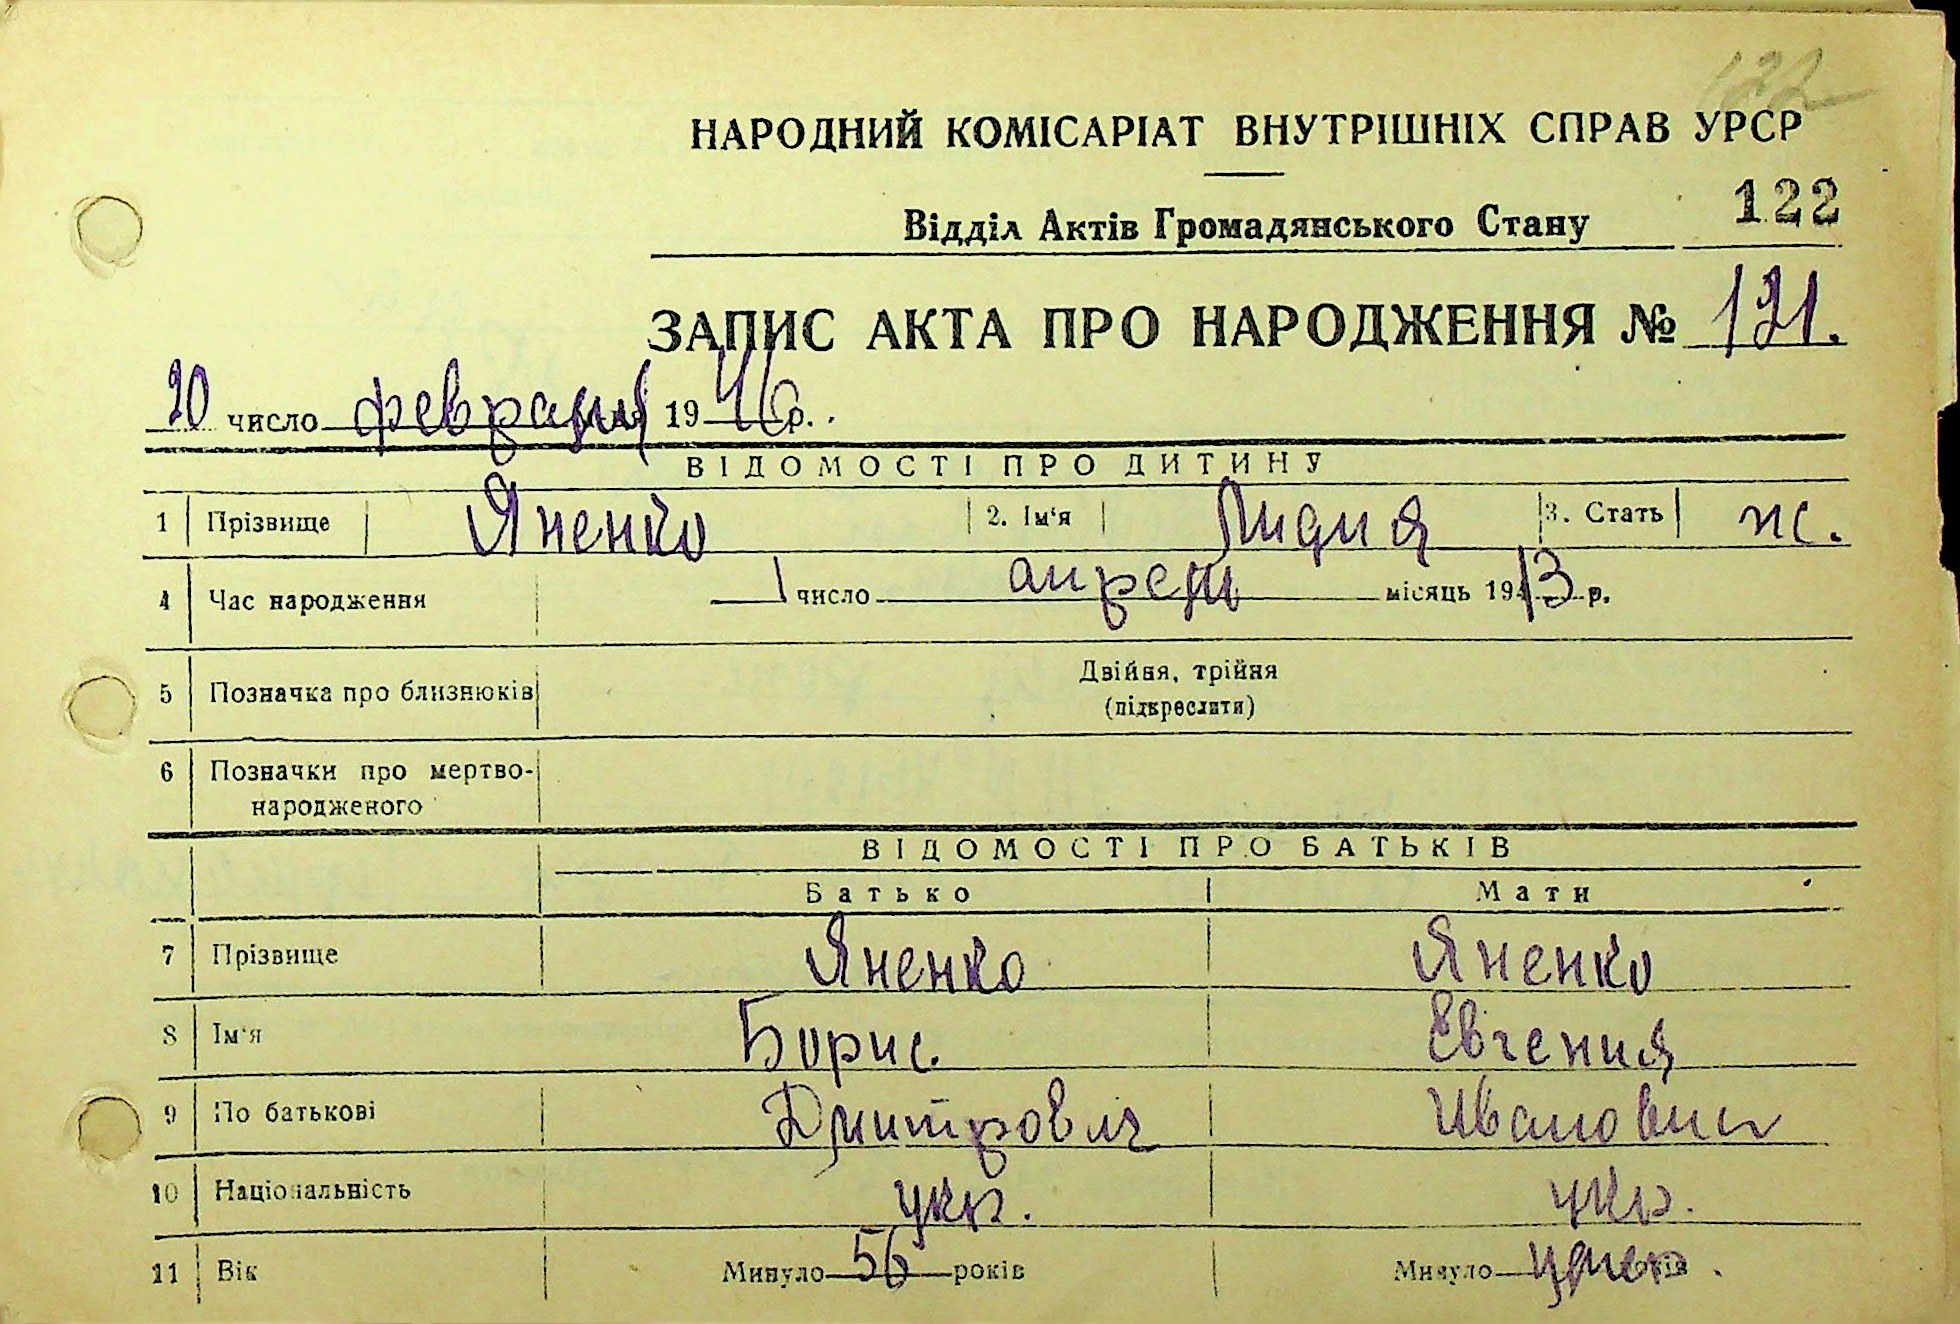 122
НАРОДНИЙ КОМІСАРІАТ ВНУТРІШНІХ СПРАВ УРСР
Відділ Актів Громадянського Стану 122
ЗАПИС АКТА ПРО НАРОДЖЕННЯ № 121.
20 число февраля 1946 р.
ВІДОМОСТІ ПРО ДИТИНУ
1 Прізвище Яненко 2. Ім‘я Лидия 3. Стать ж.
4 Час народження 1 число апреля місяць 1913 р.
5 Позначка про близнюків Двійня, трійня
(підкреслити)
6 Позначки про мертво-
народженого
ВІДОМОСТІ ПРО БАТЬКІВ
Батько Мати
7 Прізвище Яненко Яненко
8 Ім‘я Борис. Евгения
9 По батькові Дмитрович Ивановна
10 Національність укр. укр.
11 Вік Минуло 56 років Минуло років